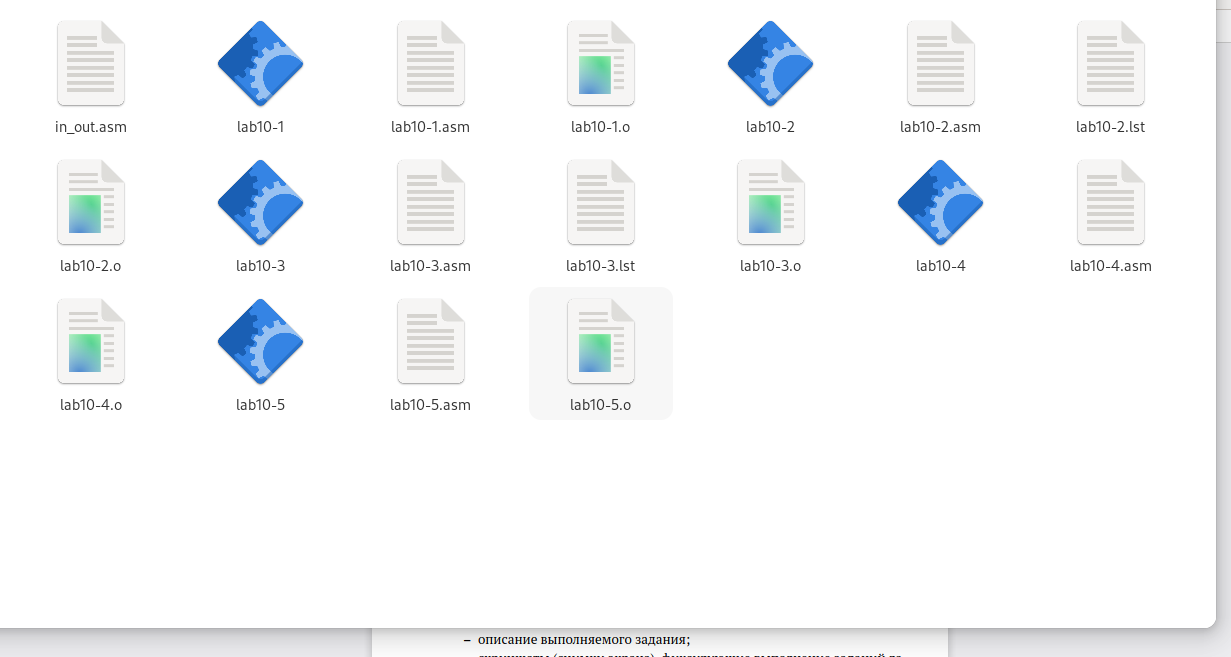 in_out.asm lab10-1 lab10-1.asm lab10-1.o lab10-2 lab10-2.asm lab10-2.lst
lab10-2.o lab10-3 lab10-3.asm lab10-3.lst lab10-3.o lab10-4 lab10-4.asm
lab10-4.o lab10-5 lab10-5.asm lab10-5.o
– описание выполняемого задания;